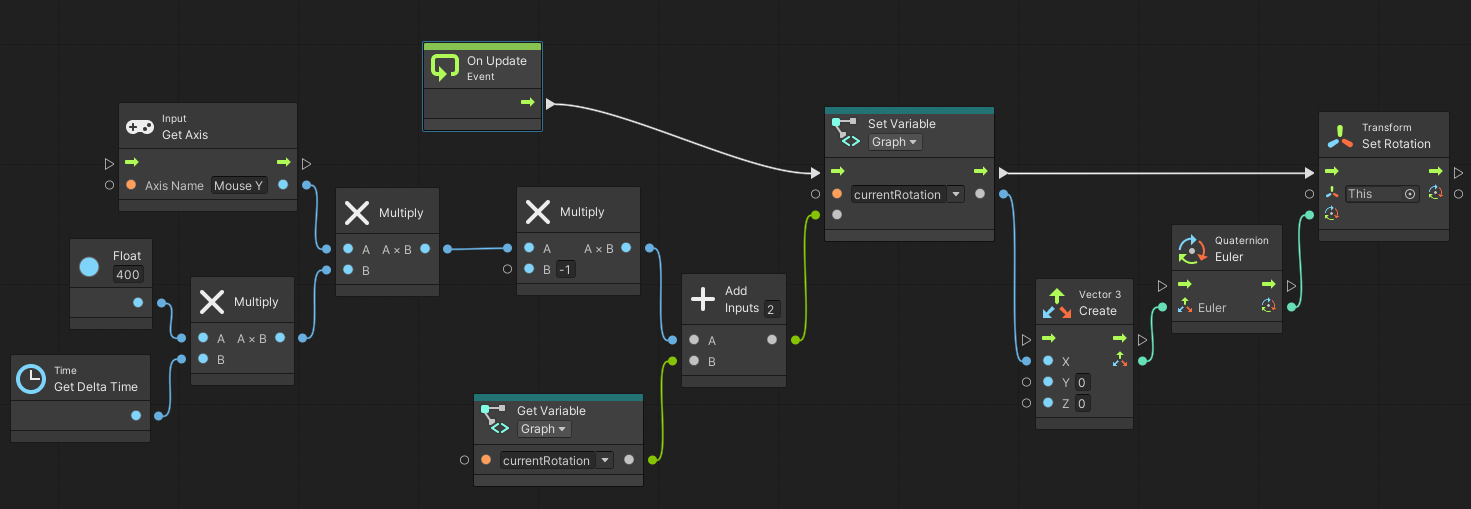 On Update
Event
Input
Get Axis
Axis Name Mouse Y
Set Variable
Graph
currentRotation
Transform
Set Rotation
This
Multiply
A A × B
B
Multiply
A A × B
B -1
Float
400
Multiply
A A × B
B
Time
Get Delta Time
Add
Inputs 2
A
B
Get Variable
Graph
currentRotation
Vector 3
Create
X
Y 0
Z 0
Quaternion
Euler
Euler